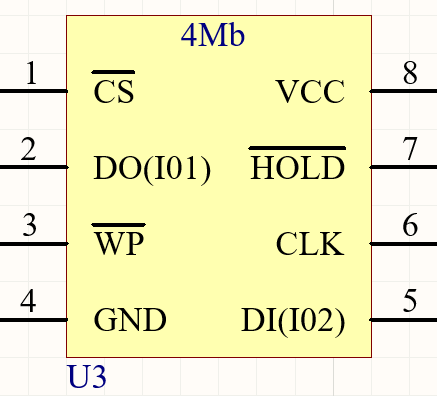 4Mb
1 CS VCC 8
2 DO(I01) HOLD 7
3 WP CLK 6
4 GND DI(I02) 5
U3